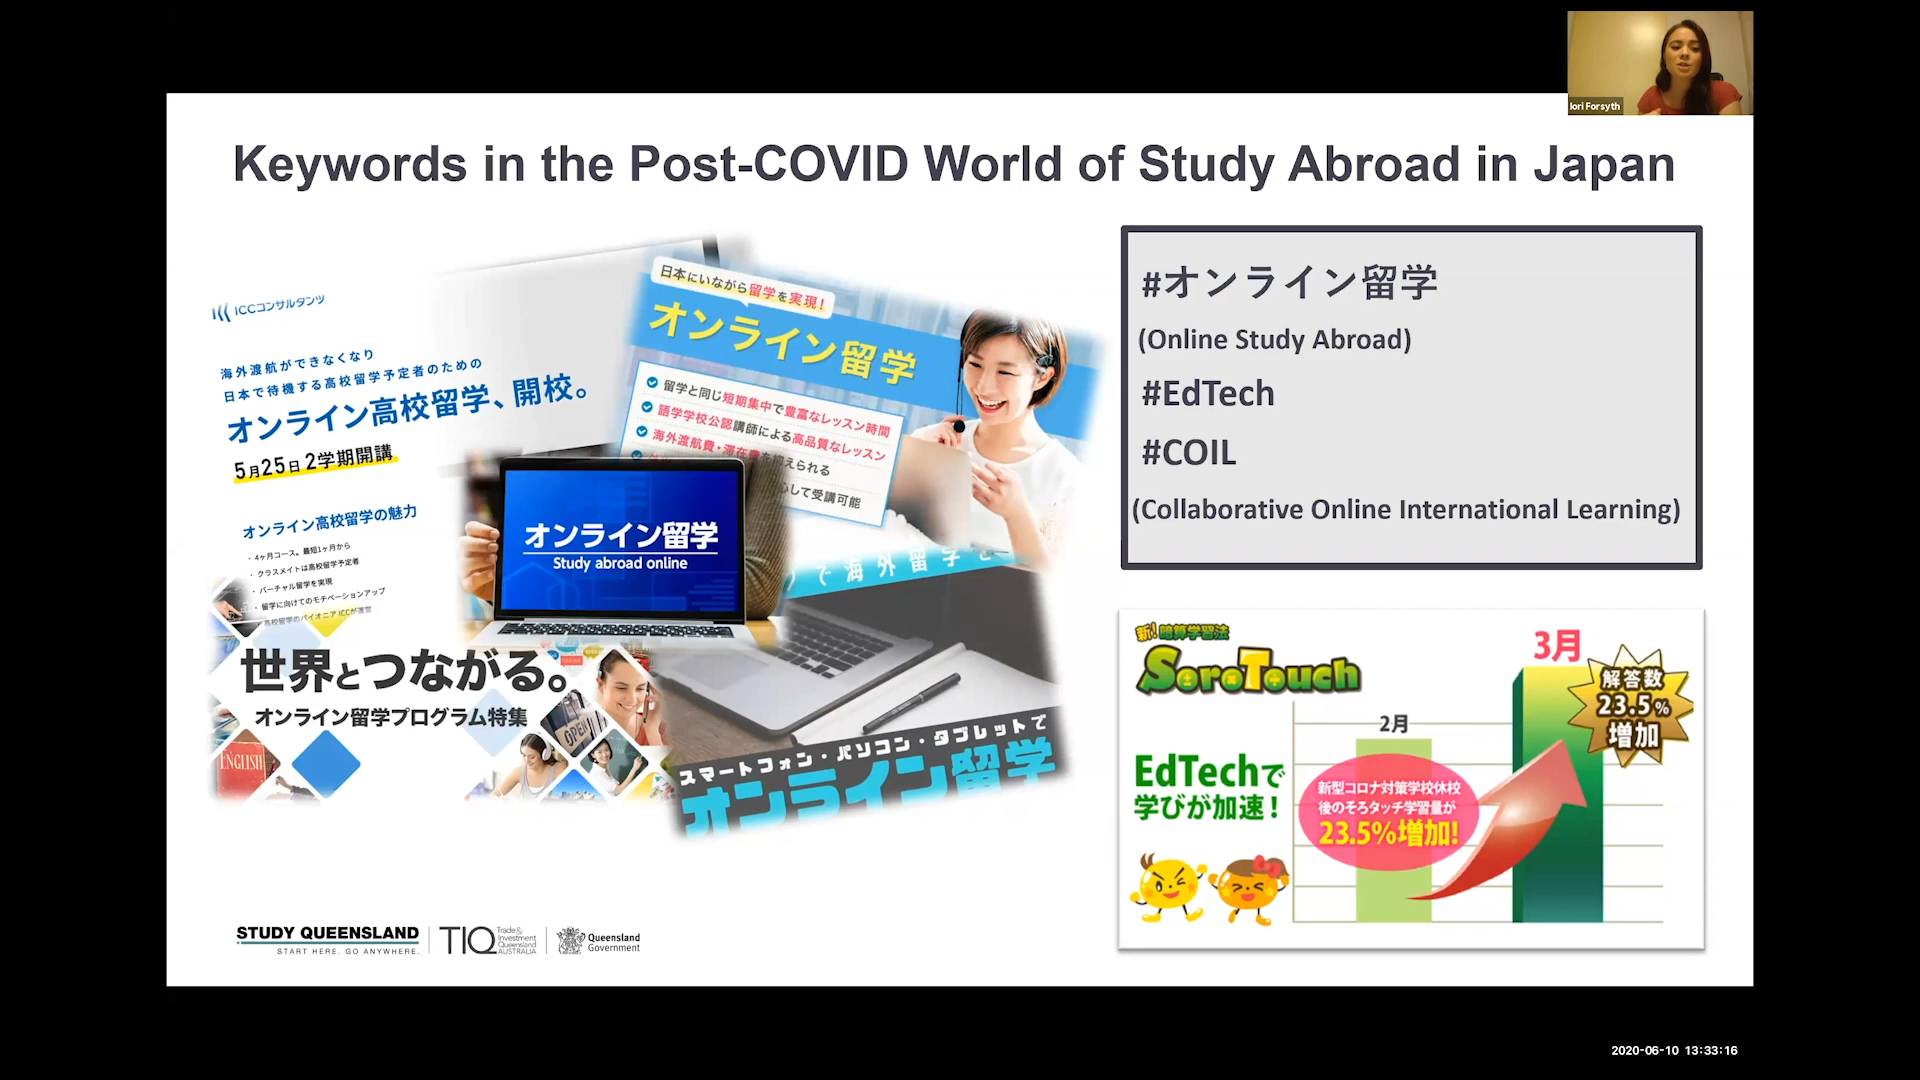 Iori Forsyth
Keywords in the Post-COVID World of Study Abroad in Japan
ICCコンサルタンツ
海外渡航ができなくなり
日本で待機する高校留学予定者のための
オンライン高校留学、開校。
5月25日 2学期開講
オンライン高校留学の魅力
・4ヶ月コース。最短1ヶ月から
・クラスメイトは高校留学予定者
・バーチャル留学を実現
・留学に向けてのモチベーションアップ
・高校留学のパイオニア ICCが運営
日本にいながら留学を実現!
オンライン留学
留学と同じ短期集中で豊富なレッスン時間
語学学校公認講師による高品質なレッスン
海外渡航費・滞在費を抑えられる
して受講可能
オンライン留学
Study abroad online
で海外留学を
世界とつながる。
オンライン留学プログラム特集
OPEN
ENGLISH
スマートフォン・パソコン・タブレットで
オンライン留学
#オンライン留学
(Online Study Abroad)
#EdTech
#COIL
(Collaborative Online International Learning)
新!暗算学習法
SoroTouch
EdTechで
学びが加速!
2月
3月
解答数
23.5%
増加
新型コロナ対策学校休校
後のそろタッチ学習量が
23.5%増加!
STUDY QUEENSLAND
START HERE. GO ANYWHERE.
TIQ
Trade &
Investment
Queensland
AUSTRALIA
Queensland
Government
2020-06-10 13:33:16